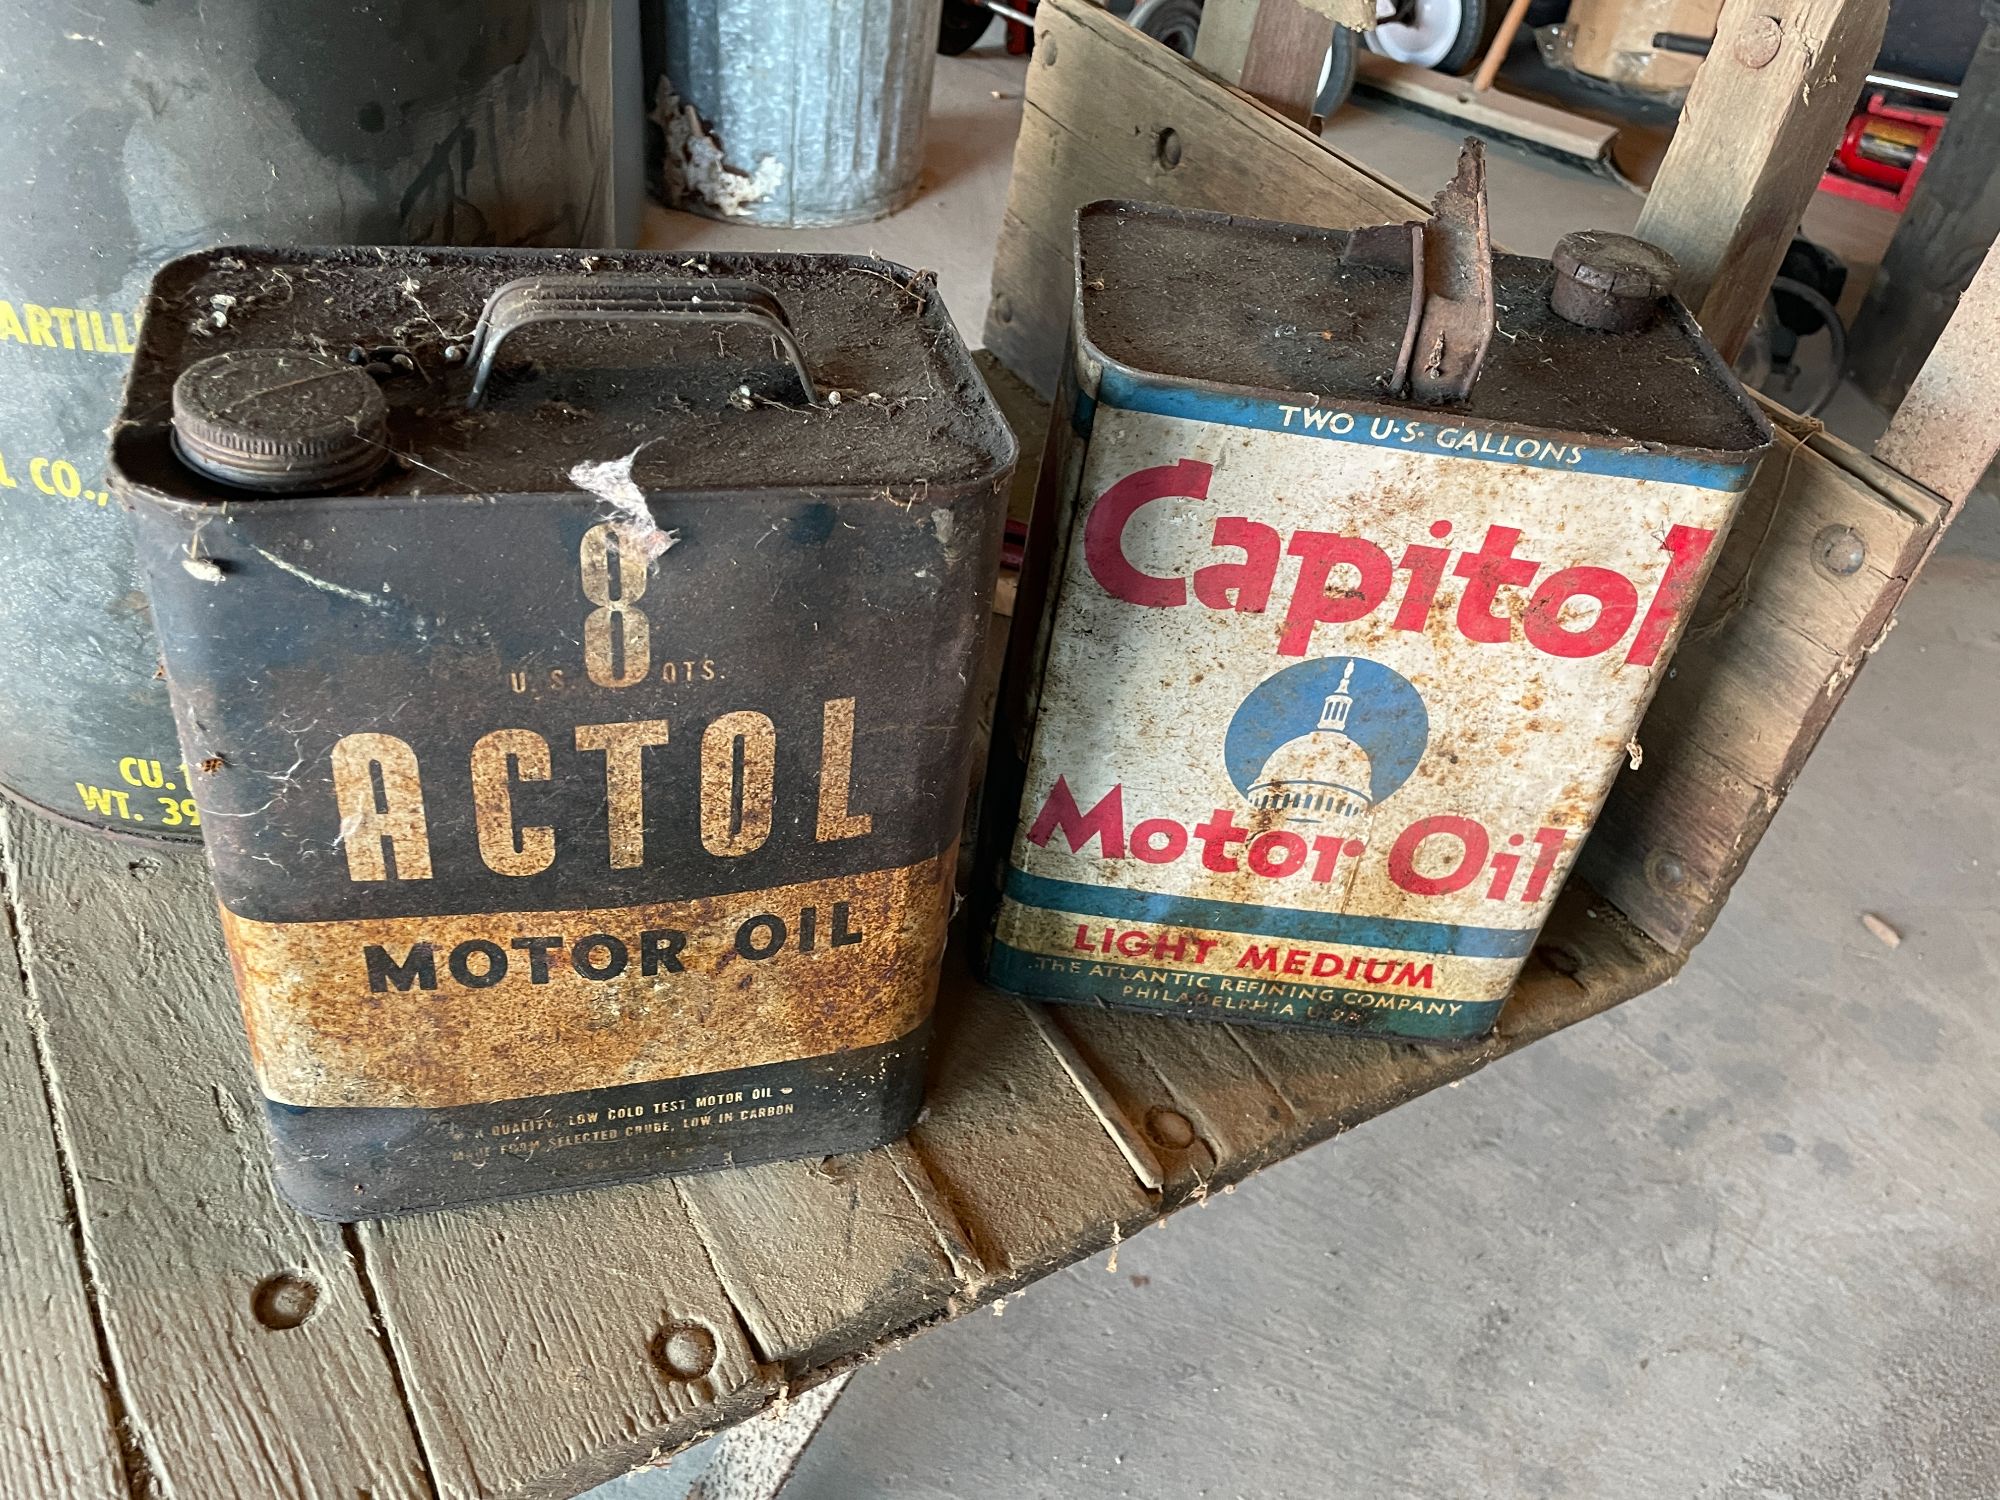 ARTILL
L CO.,
CU.
WT. 39
8
U.S. QTS.
ACTOL
MOTOR OIL
QUALITY, LOW COLD TEST MOTOR OIL
MADE FROM SELECTED CRUDE, LOW IN CARBON
TWO U.S. GALLONS
Capitol
Motor Oil
LIGHT MEDIUM
THE ATLANTIC REFINING COMPANY
PHILADELPHIA U.S.A.